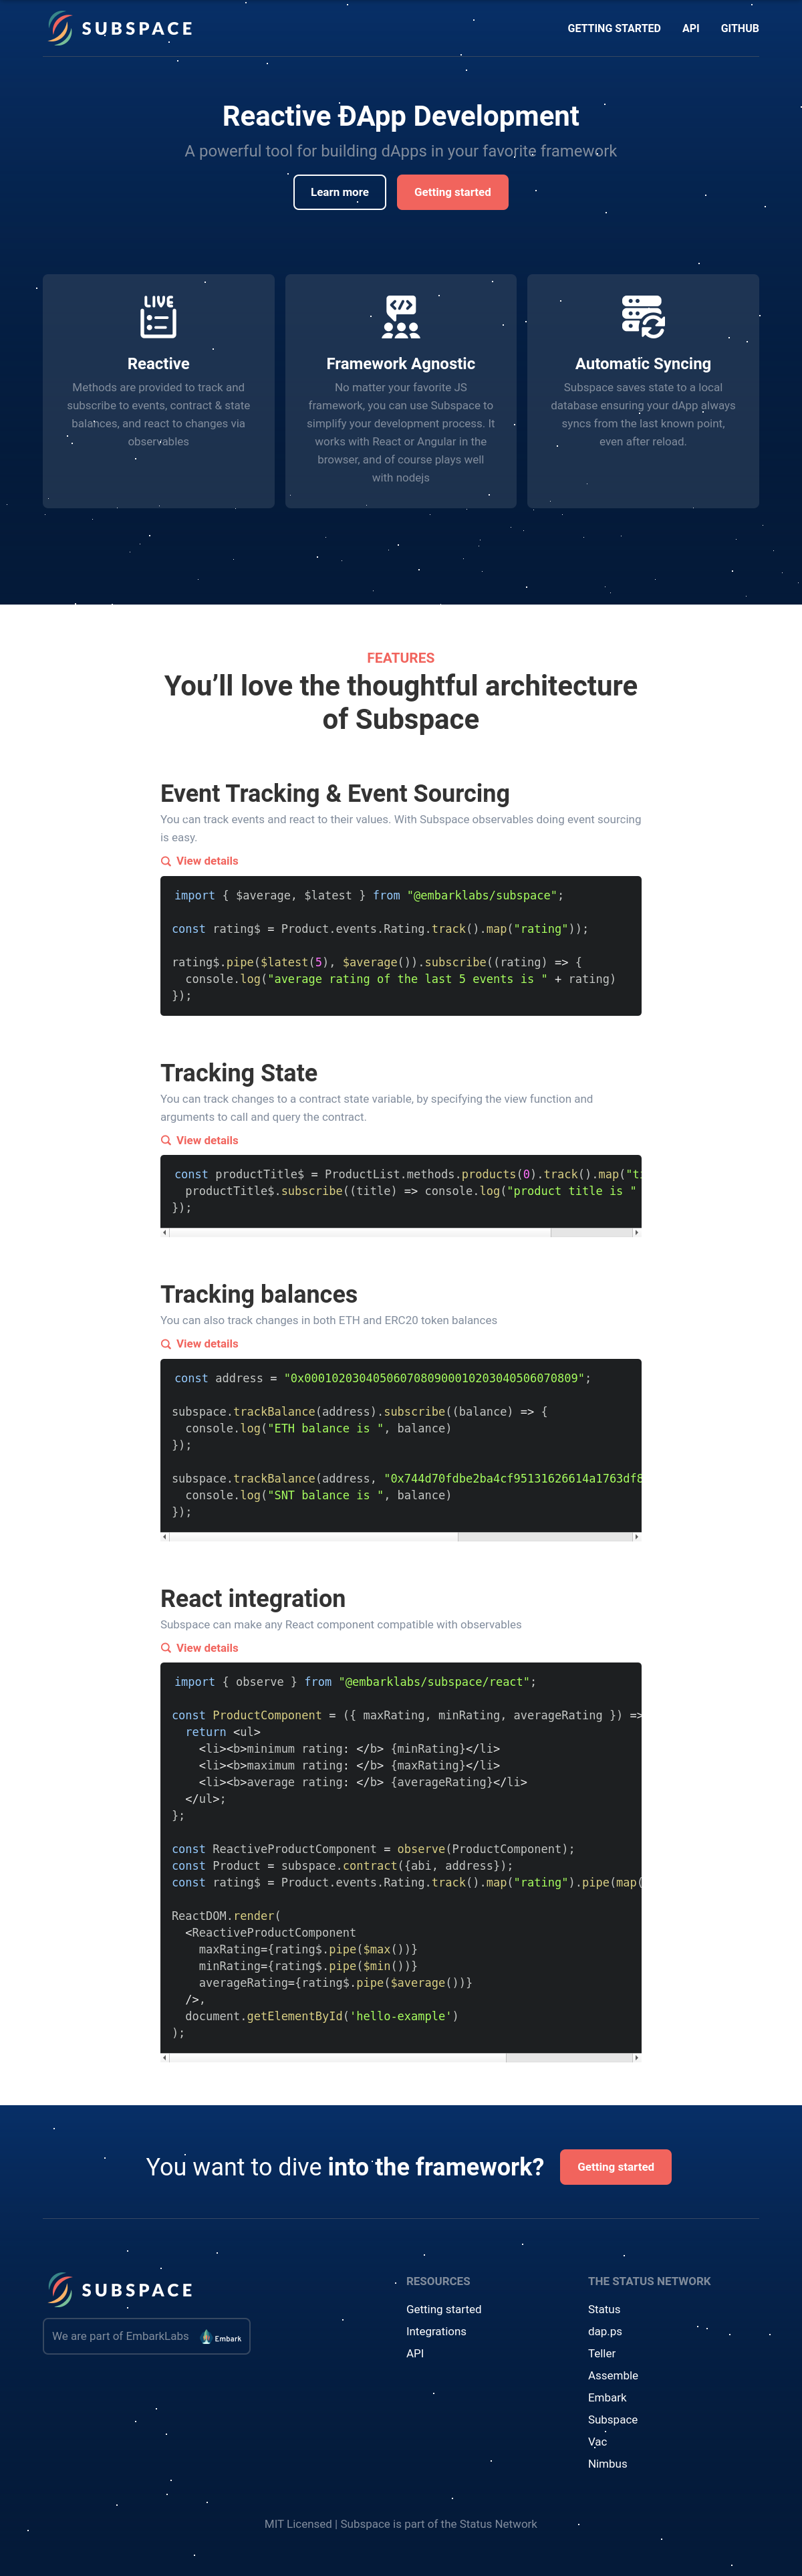 SUBSPACE
GETTING STARTED API GITHUB
Reactive ĐApp Development
A powerful tool for building dApps in your favorite framework
Learn more
Getting started
LIVE
Reactive
Methods are provided to track and
subscribe to events, contract & state
balances, and react to changes via
observables
</>
Framework Agnostic
No matter your favorite JS
framework, you can use Subspace to
simplify your development process. It
works with React or Angular in the
browser, and of course plays well
with nodejs
Automatic Syncing
Subspace saves state to a local
database ensuring your dApp always
syncs from the last known point,
even after reload.
FEATURES
You’ll love the thoughtful architecture
of Subspace
Event Tracking & Event Sourcing
You can track events and react to their values. With Subspace observables doing event sourcing
is easy.
View details
import { $average, $latest } from "@embarklabs/subspace";
const rating$ = Product.events.Rating.track().map("rating"));
rating$.pipe($latest(5), $average()).subscribe((rating) => {
  console.log("average rating of the last 5 events is " + rating)
});
Tracking State
You can track changes to a contract state variable, by specifying the view function and
arguments to call and query the contract.
View details
const productTitle$ = ProductList.methods.products(0).track().map("ti
  productTitle$.subscribe((title) => console.log("product title is "
});
Tracking balances
You can also track changes in both ETH and ERC20 token balances
View details
const address = "0x0001020304050607080900010203040506070809";
subspace.trackBalance(address).subscribe((balance) => {
  console.log("ETH balance is ", balance)
});
subspace.trackBalance(address, "0x744d70fdbe2ba4cf95131626614a1763df8
  console.log("SNT balance is ", balance)
});
React integration
Subspace can make any React component compatible with observables
View details
import { observe } from "@embarklabs/subspace/react";
const ProductComponent = ({ maxRating, minRating, averageRating }) =>
  return <ul>
    <li><b>minimum rating: </b> {minRating}</li>
    <li><b>maximum rating: </b> {maxRating}</li>
    <li><b>average rating: </b> {averageRating}</li>
  </ul>;
};
const ReactiveProductComponent = observe(ProductComponent);
const Product = subspace.contract({abi, address});
const rating$ = Product.events.Rating.track().map("rating").pipe(map(
ReactDOM.render(
  <ReactiveProductComponent
    maxRating={rating$.pipe($max())}
    minRating={rating$.pipe($min())}
    averageRating={rating$.pipe($average())}
  />,
  document.getElementById('hello-example')
);
You want to dive into the framework?
Getting started
SUBSPACE
We are part of EmbarkLabs Embark
RESOURCES
Getting started
Integrations
API
THE STATUS NETWORK
Status
dap.ps
Teller
Assemble
Embark
Subspace
Vac
Nimbus
MIT Licensed | Subspace is part of the Status Network